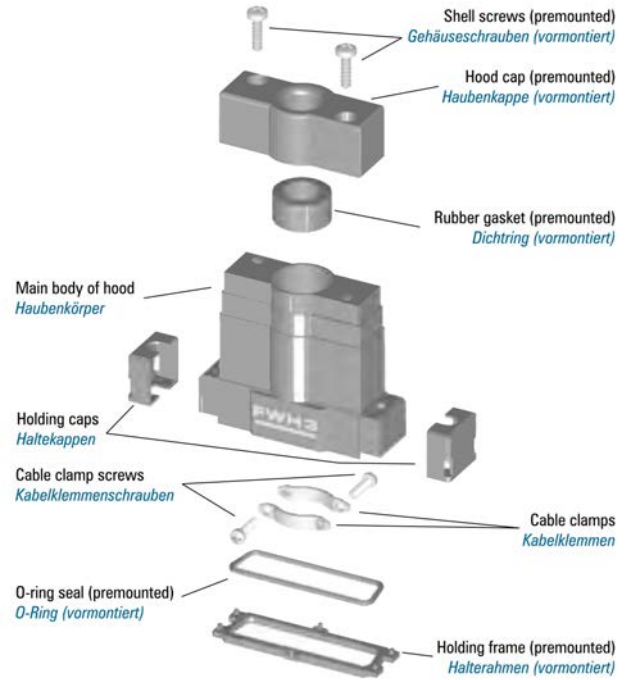 Shell screws (premounted)
Gehäuseschrauben (vormontiert)
Hood cap (premounted)
Haubenkappe (vormontiert)
Rubber gasket (premounted)
Dichtring (vormontiert)
Main body of hood
Haubenkörper
FWH3
Holding caps
Haltekappen
Cable clamp screws
Kabelklemmenschrauben
Cable clamps
Kabelklemmen
O-ring seal (premounted)
O-Ring (vormontiert)
Holding frame (premounted)
Halterahmen (vormontiert)